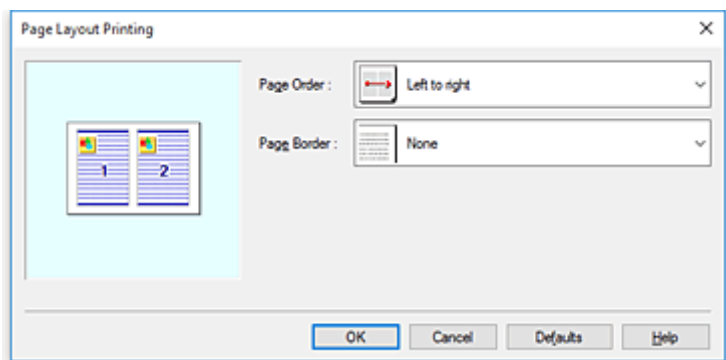 Page Layout Printing
Page Order :
Left to right
Page Border :
None
1
2
OK
Cancel
Defaults
Help